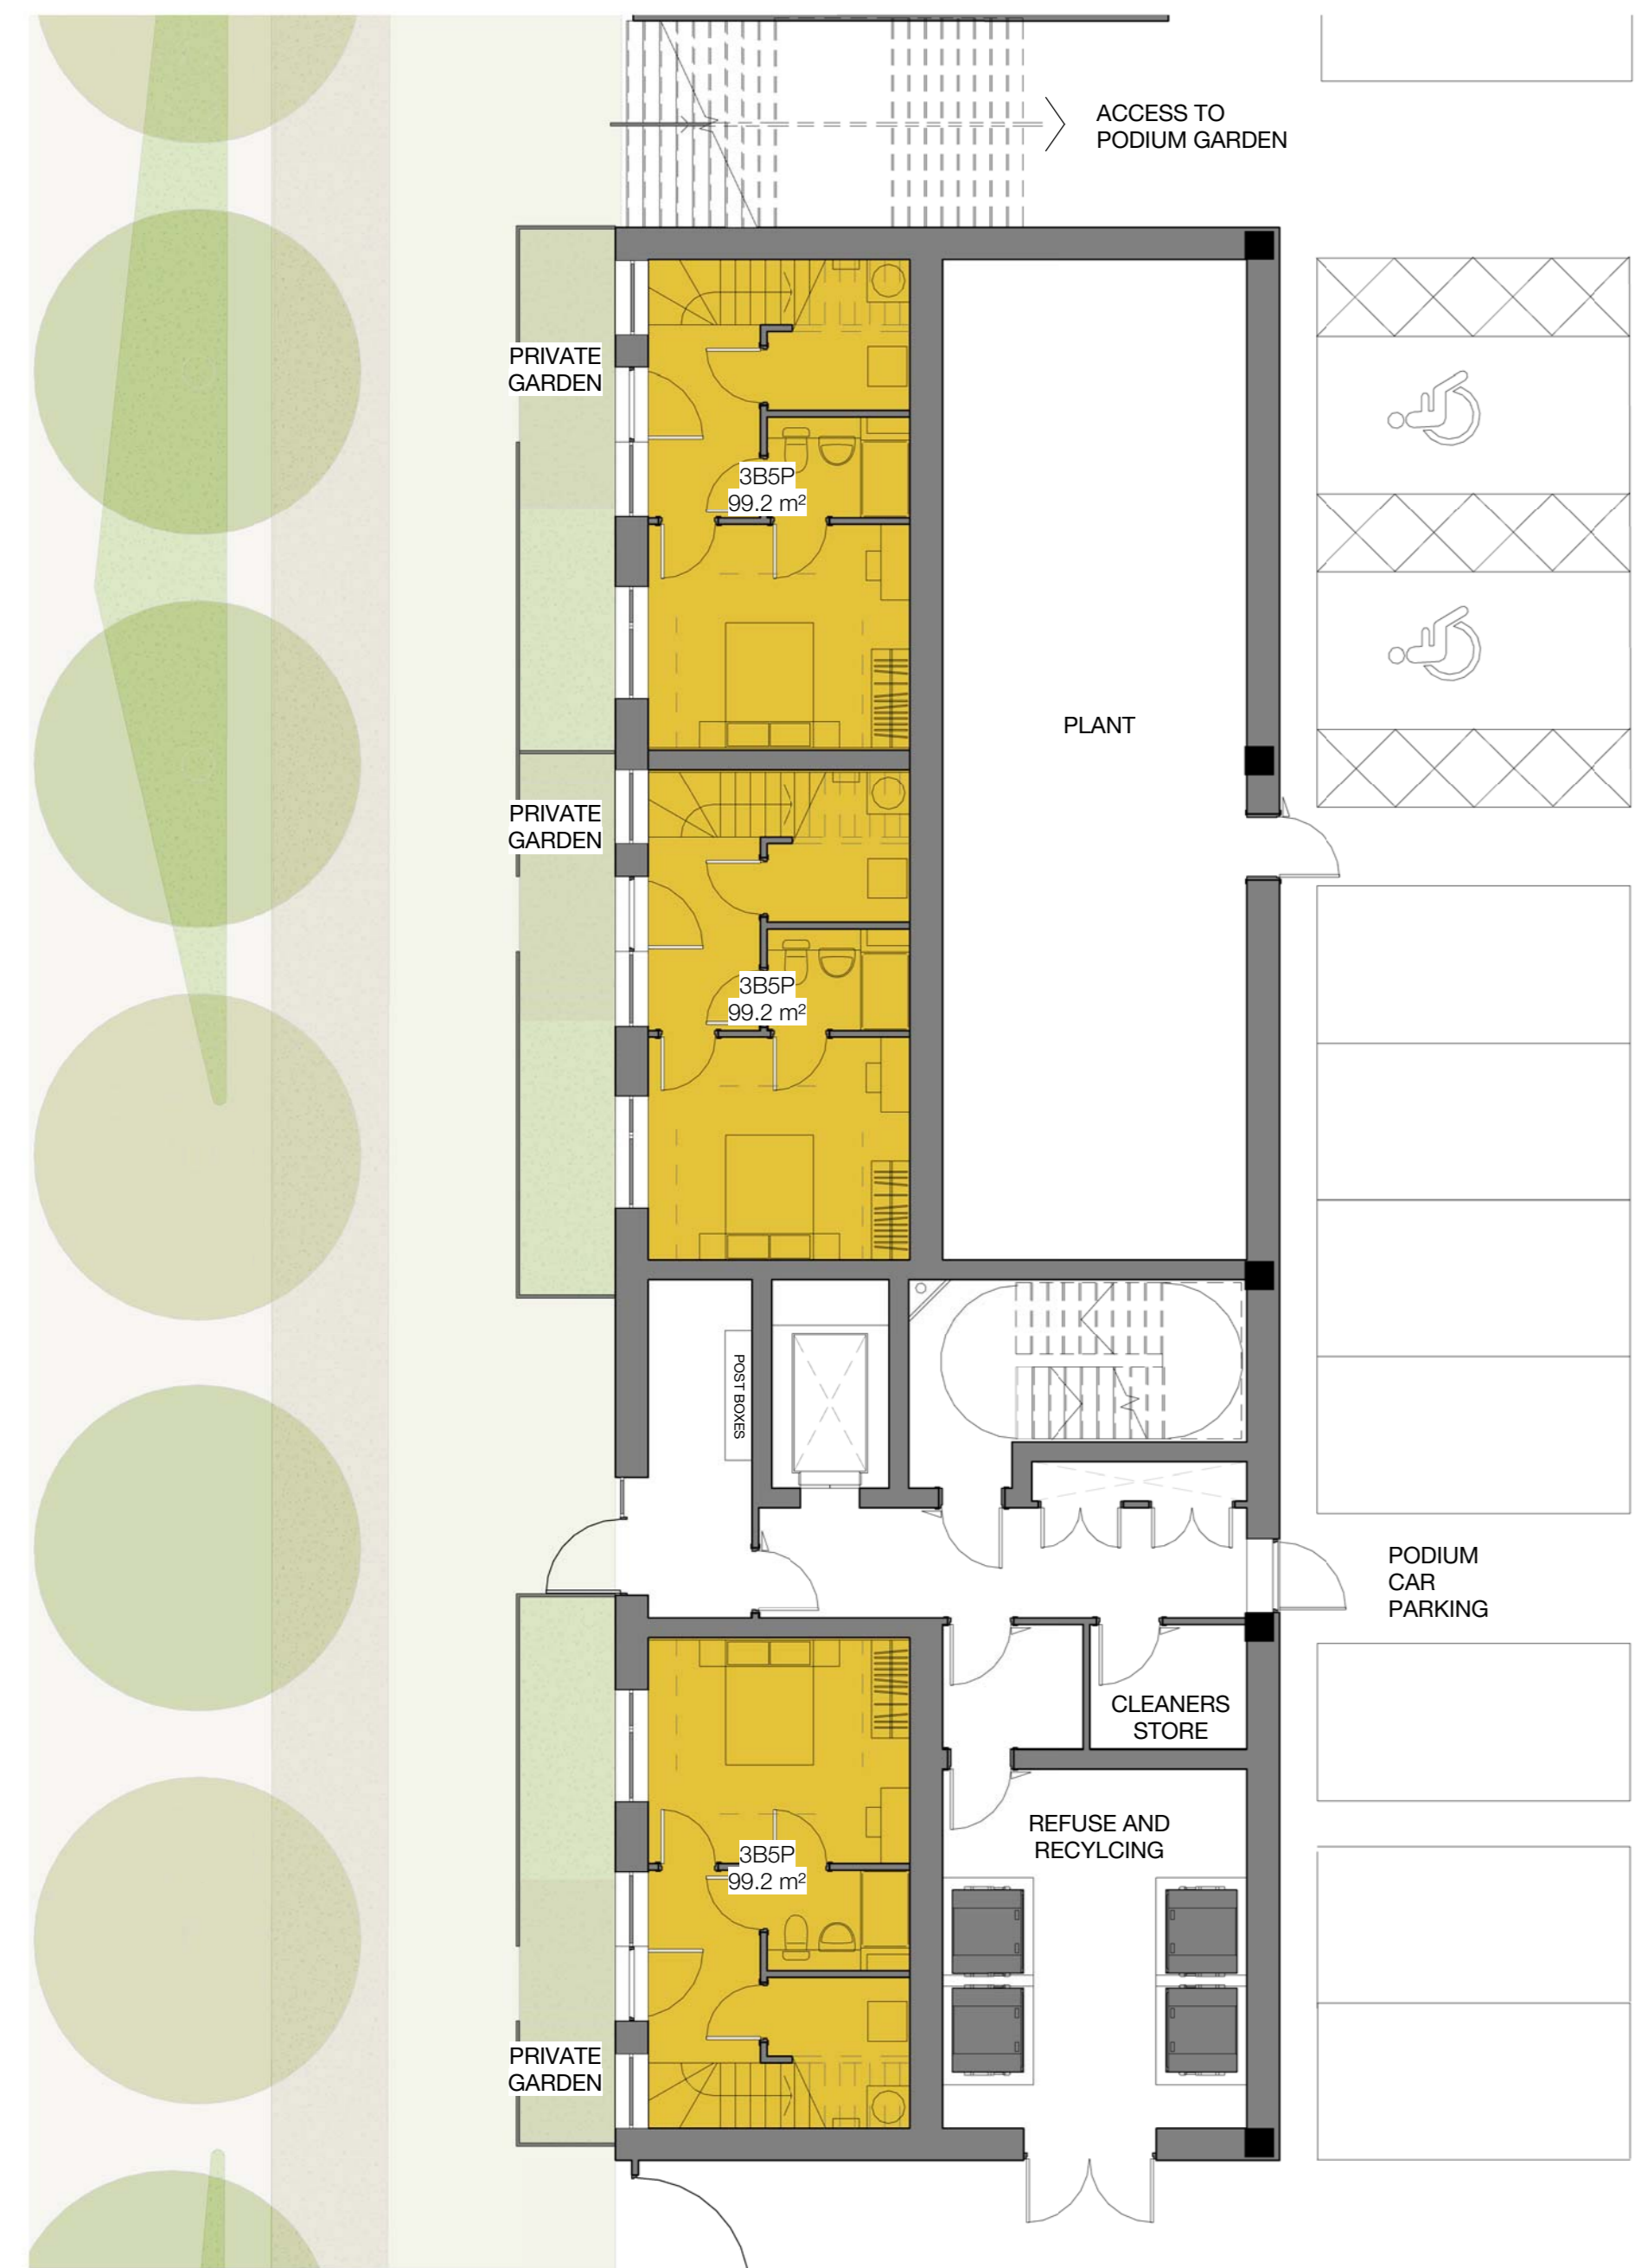 ACCESS TO
PODIUM GARDEN
PRIVATE
GARDEN
3B5P
99.2 m²
PLANT
PRIVATE
GARDEN
3B5P
99.2 m²
POST BOXES
PODIUM
CAR
PARKING
CLEANERS
STORE
REFUSE AND
RECYLCING
3B5P
99.2 m²
PRIVATE
GARDEN